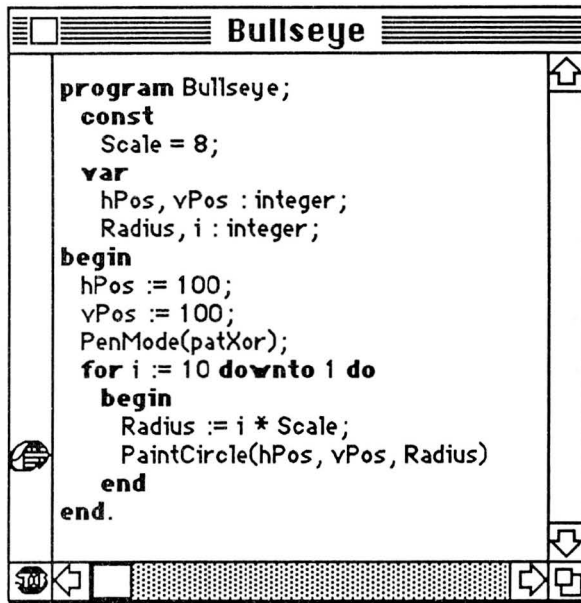 Bullseye
program Bullseye;
const
Scale = 8;
var
hPos, vPos : integer;
Radius, i : integer;
begin
hPos := 100;
vPos := 100;
PenMode(patXor);
for i := 10 downto 1 do
begin
Radius := i * Scale;
PaintCircle(hPos, vPos, Radius)
end
end.